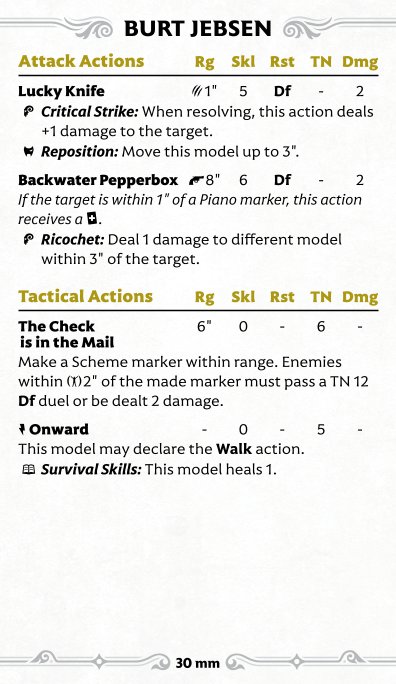 BURT JEBSEN
Attack Actions Rg Skl Rst TN Dmg
Lucky Knife 1" 5 Df - 2
Critical Strike: When resolving, this action deals
+1 damage to the target.
Reposition: Move this model up to 3".
Backwater Pepperbox 8" 6 Df - 2
If the target is within 1" of a Piano marker, this action
receives a .
Ricochet: Deal 1 damage to different model
within 3" of the target.
Tactical Actions Rg Skl Rst TN Dmg
The Check 6" 0 - 6 -
is in the Mail
Make a Scheme marker within range. Enemies
within 2" of the made marker must pass a TN 12
Df duel or be dealt 2 damage.
Onward - 0 - 5 -
This model may declare the Walk action.
Survival Skills: This model heals 1.
30 mm